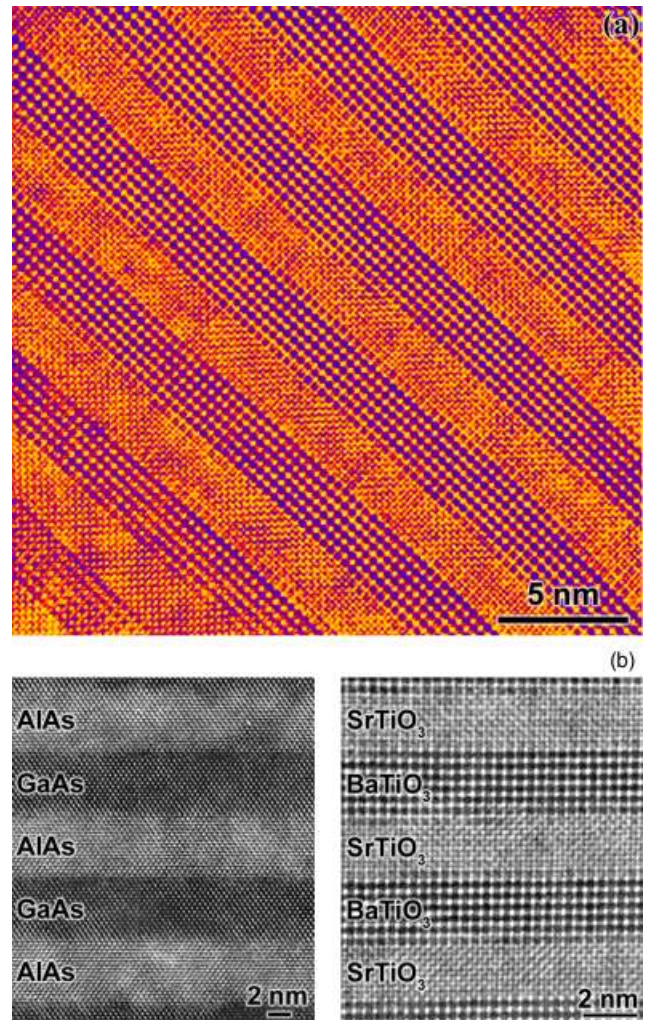 (a)
5 nm
(b)
AlAs
GaAs
AlAs
GaAs
AlAs
2 nm
SrTiO₃
BaTiO₃
SrTiO₃
BaTiO₃
SrTiO₃
2 nm